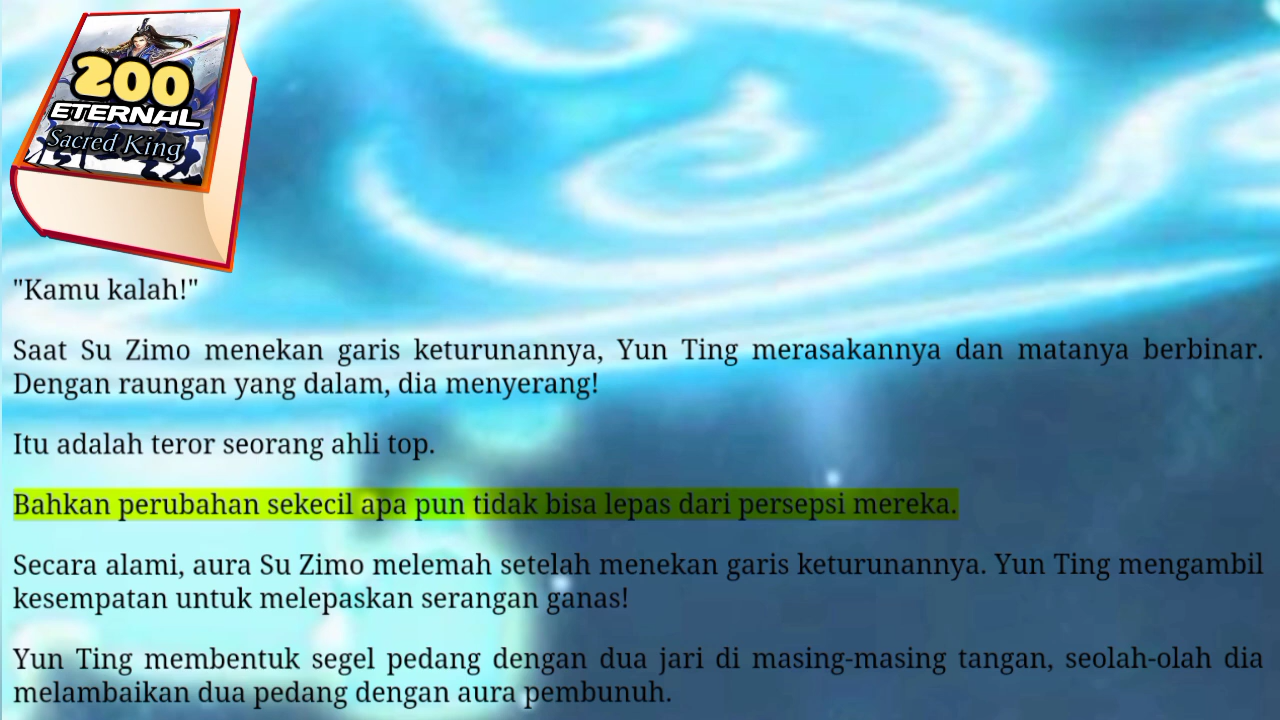 200
ETERNAL
Sacred King
"Kamu kalah!"
Saat Su Zimo menekan garis keturunannya, Yun Ting merasakannya dan matanya berbinar.
Dengan raungan yang dalam, dia menyerang!
Itu adalah teror seorang ahli top.
Bahkan perubahan sekecil apa pun tidak bisa lepas dari persepsi mereka.
Secara alami, aura Su Zimo melemah setelah menekan garis keturunannya. Yun Ting mengambil
kesempatan untuk melepaskan serangan ganas!
Yun Ting membentuk segel pedang dengan dua jari di masing-masing tangan, seolah-olah dia
melambaikan dua pedang dengan aura pembunuh.